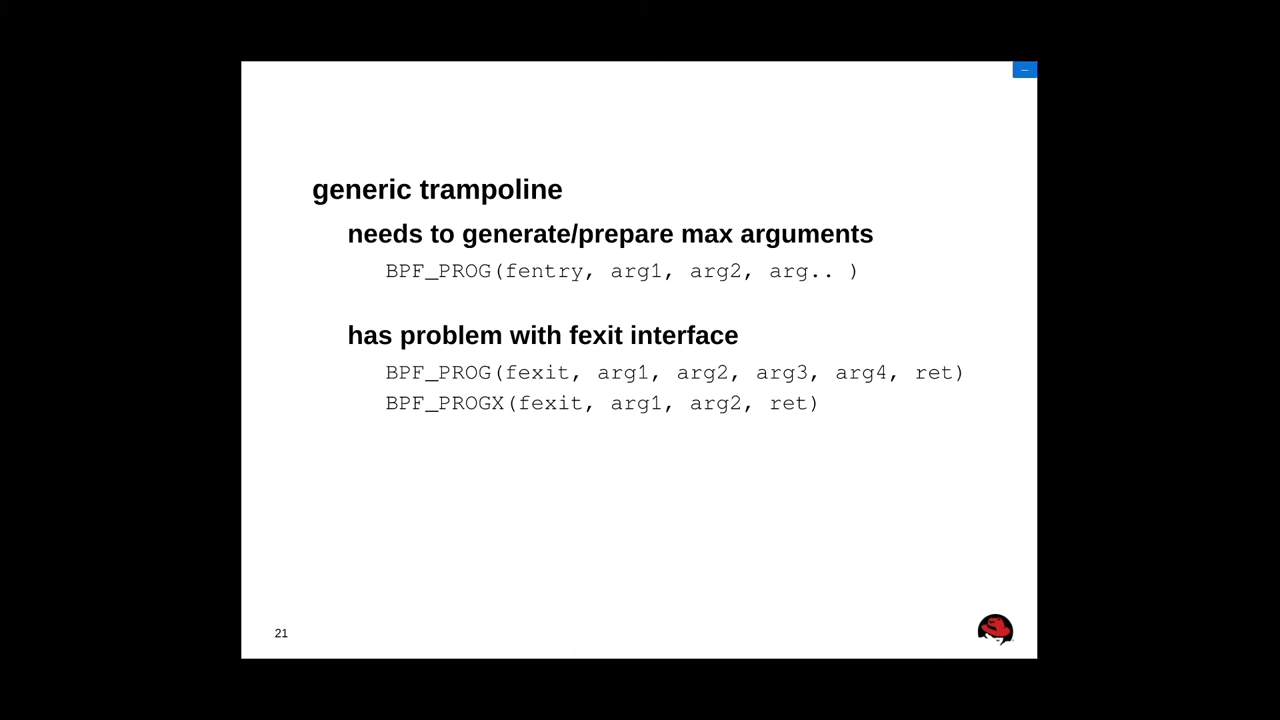 generic trampoline
needs to generate/prepare max arguments
BPF_PROG(fentry, arg1, arg2, arg.. )
has problem with fexit interface
BPF_PROG(fexit, arg1, arg2, arg3, arg4, ret)
BPF_PROGX(fexit, arg1, arg2, ret)
21